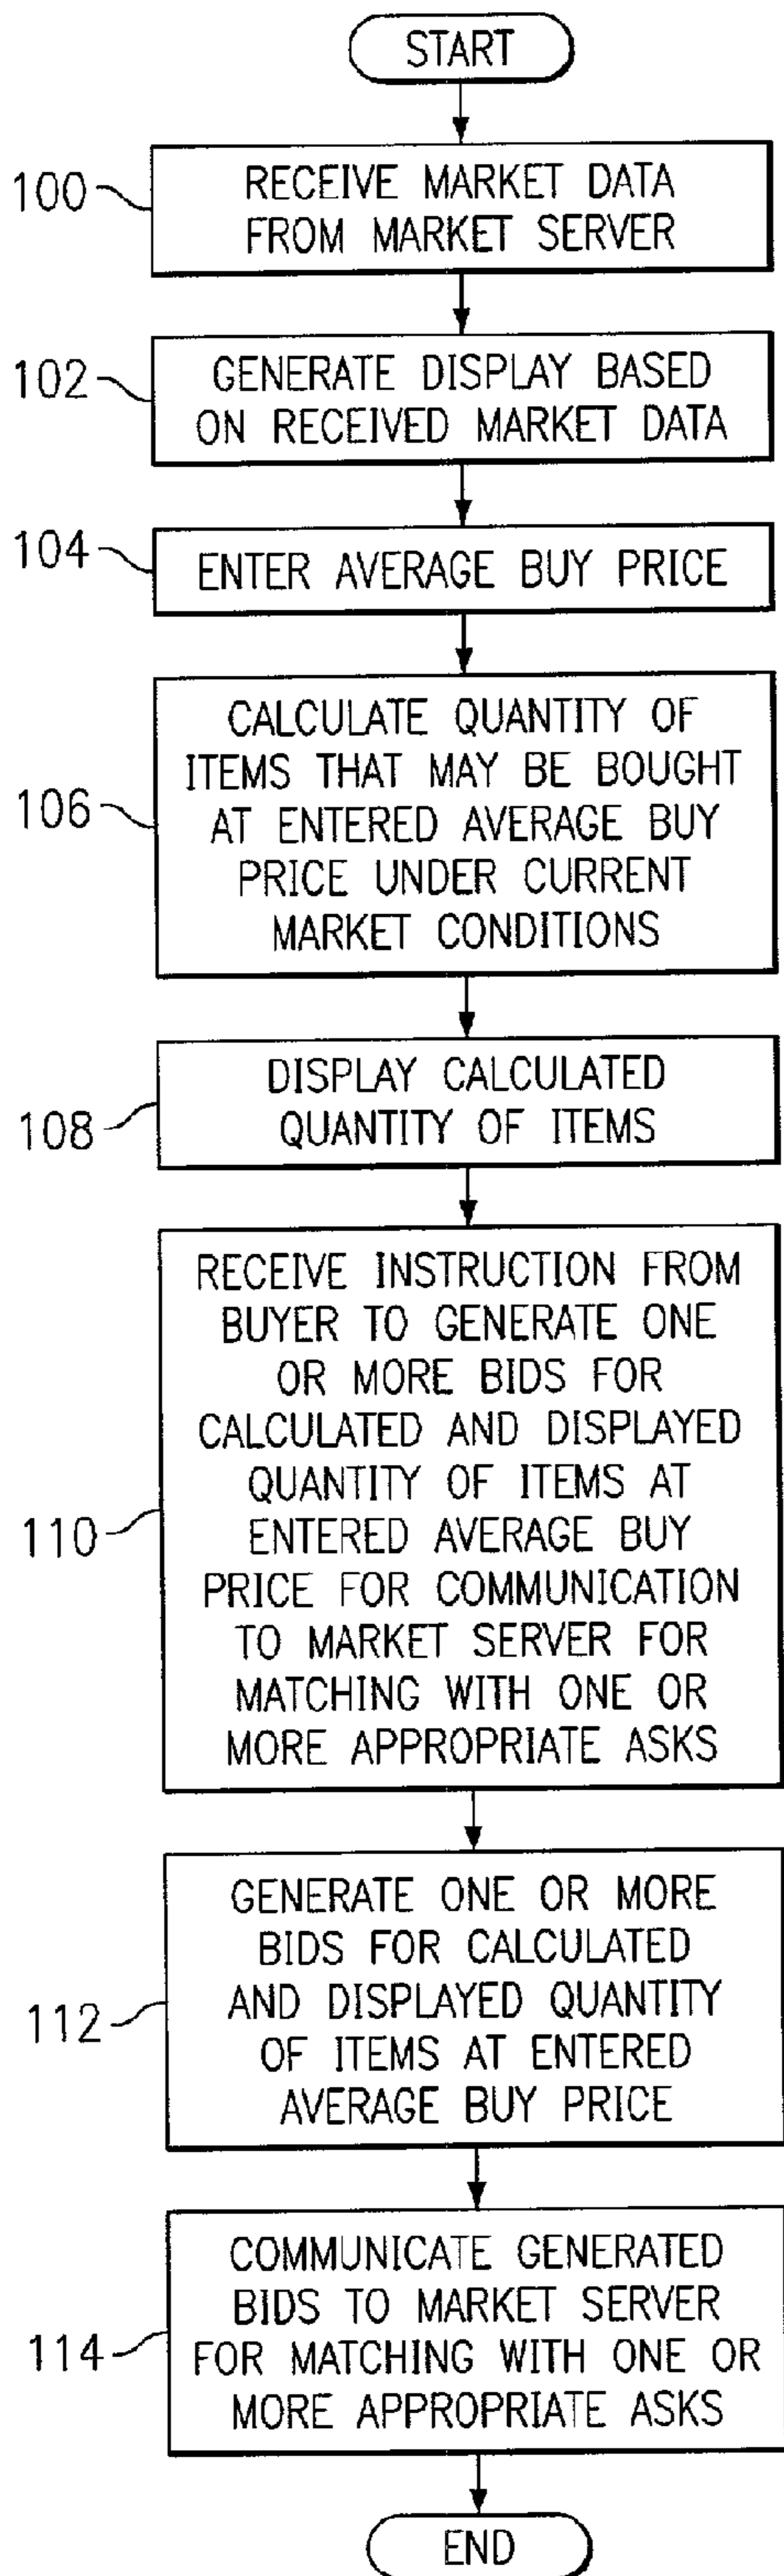 START
100
RECEIVE MARKET DATA
FROM MARKET SERVER
102
GENERATE DISPLAY BASED
ON RECEIVED MARKET DATA
104
ENTER AVERAGE BUY PRICE
106
CALCULATE QUANTITY OF
ITEMS THAT MAY BE BOUGHT
AT ENTERED AVERAGE BUY
PRICE UNDER CURRENT
MARKET CONDITIONS
108
DISPLAY CALCULATED
QUANTITY OF ITEMS
110
RECEIVE INSTRUCTION FROM
BUYER TO GENERATE ONE
OR MORE BIDS FOR
CALCULATED AND DISPLAYED
QUANTITY OF ITEMS AT
ENTERED AVERAGE BUY
PRICE FOR COMMUNICATION
TO MARKET SERVER FOR
MATCHING WITH ONE OR
MORE APPROPRIATE ASKS
112
GENERATE ONE OR MORE
BIDS FOR CALCULATED
AND DISPLAYED QUANTITY
OF ITEMS AT ENTERED
AVERAGE BUY PRICE
114
COMMUNICATE GENERATED
BIDS TO MARKET SERVER
FOR MATCHING WITH ONE OR
MORE APPROPRIATE ASKS
END